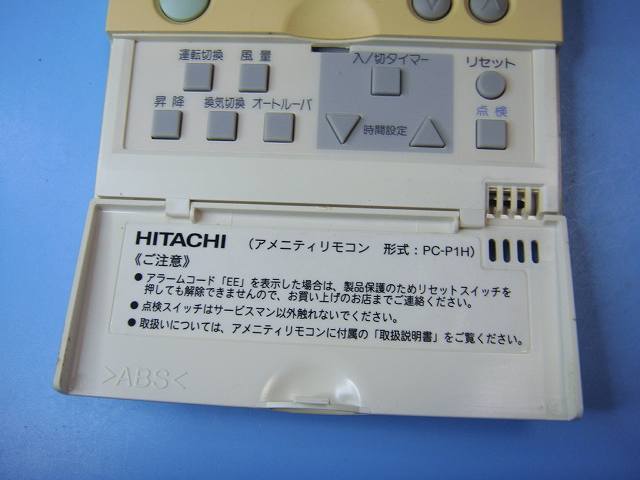 運転切換 風量 入/切タイマー リセット
昇降 換気切換 オートルーバ 時間設定 点検
HITACHI (アメニティリモコン 形式:PC-P1H)
《ご注意》
● アラームコード「EE」を表示した場合は、製品保護のためリセットスイッチを
押しても解除できませんので、お買い上げのお店までご連絡ください。
● 点検スイッチはサービスマン以外触れないでください。
● 取扱いについては、アメニティリモコンに付属の「取扱説明書」をご覧ください。
>ABS<